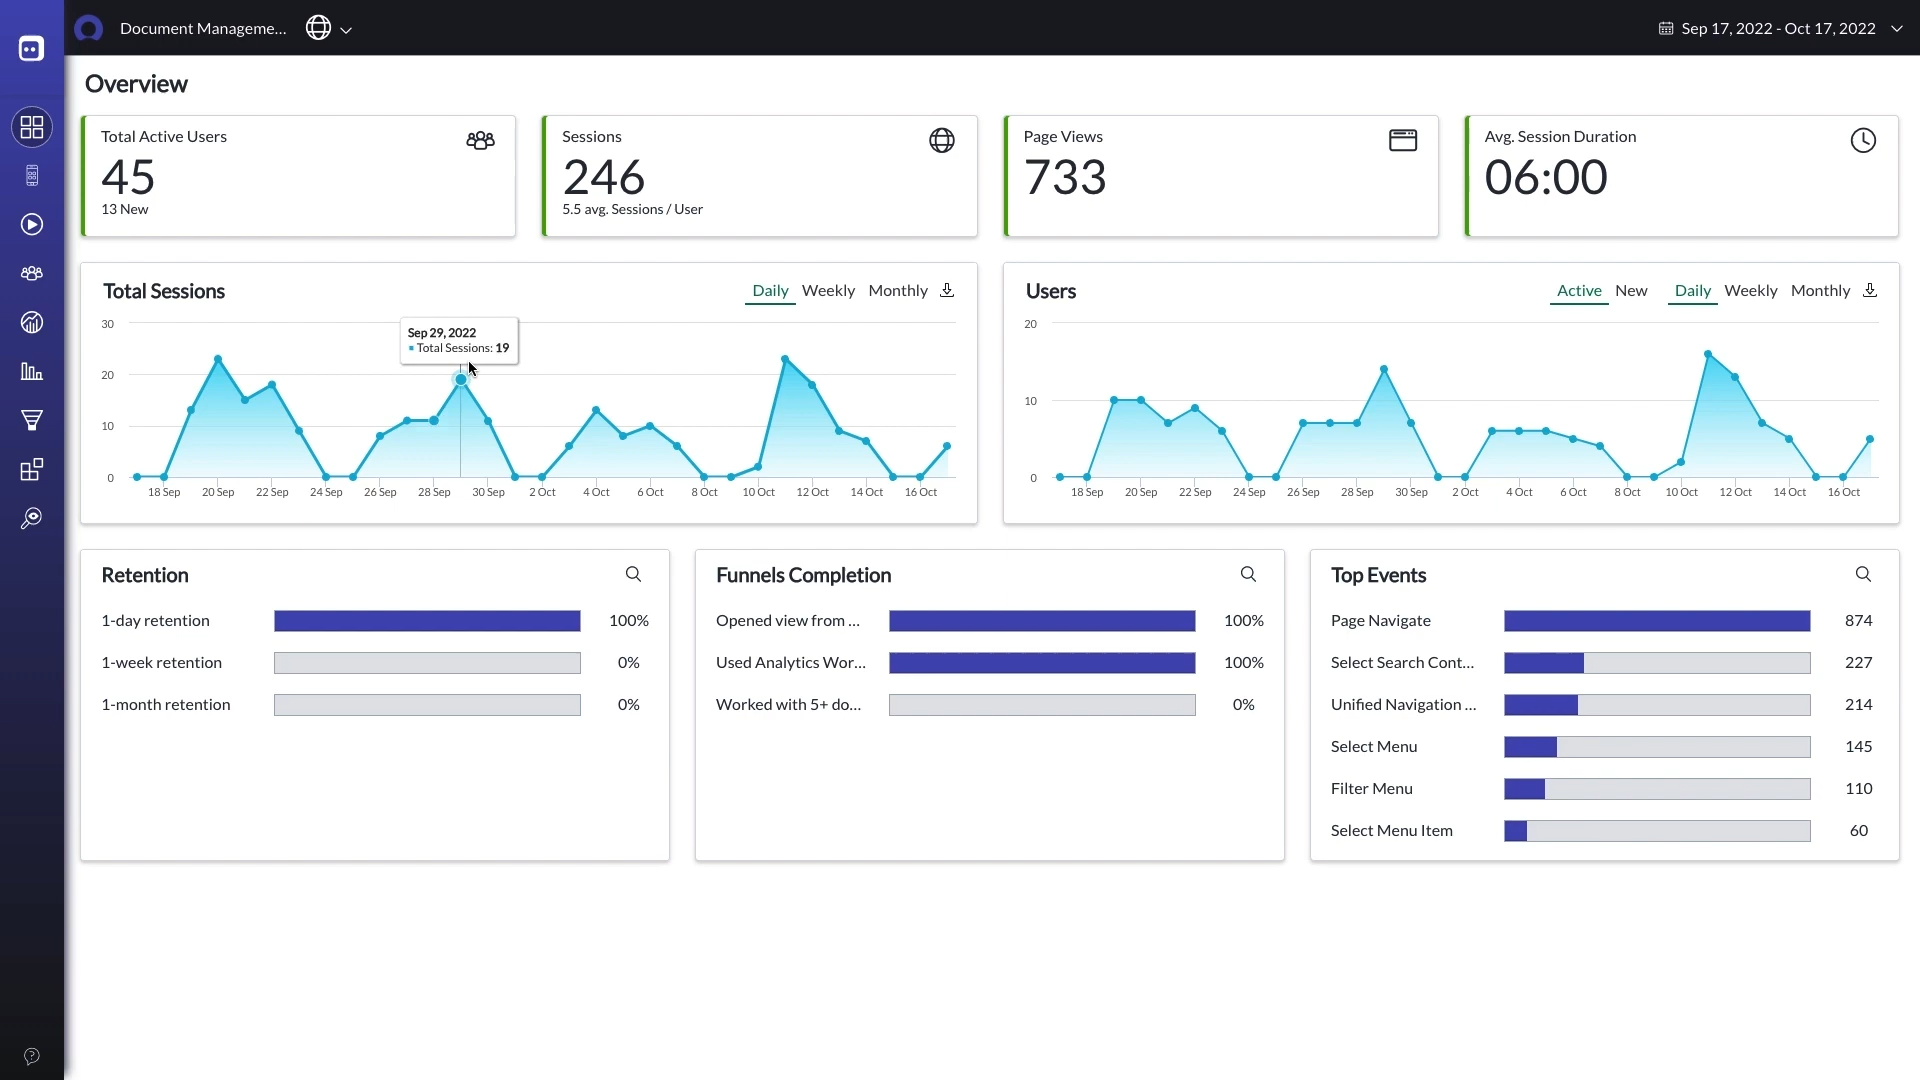 Document Manageme...
Sep 17, 2022 - Oct 17, 2022
Overview
Total Active Users
45
13 New
Sessions
246
5.5 avg. Sessions / User
Page Views
733
Avg. Session Duration
06:00
Total Sessions
Daily Weekly Monthly
Sep 29, 2022
Total Sessions: 19
30
20
10
0
18 Sep 20 Sep 22 Sep 24 Sep 26 Sep 28 Sep 30 Sep 2 Oct 4 Oct 6 Oct 8 Oct 10 Oct 12 Oct 14 Oct 16 Oct
Users
Active New Daily Weekly Monthly
20
10
0
18 Sep 20 Sep 22 Sep 24 Sep 26 Sep 28 Sep 30 Sep 2 Oct 4 Oct 6 Oct 8 Oct 10 Oct 12 Oct 14 Oct 16 Oct
Retention
1-day retention 100%
1-week retention 0%
1-month retention 0%
Funnels Completion
Opened view from ... 100%
Used Analytics Wor... 100%
Worked with 5+ do... 0%
Top Events
Page Navigate 874
Select Search Cont... 227
Unified Navigation ... 214
Select Menu 145
Filter Menu 110
Select Menu Item 60